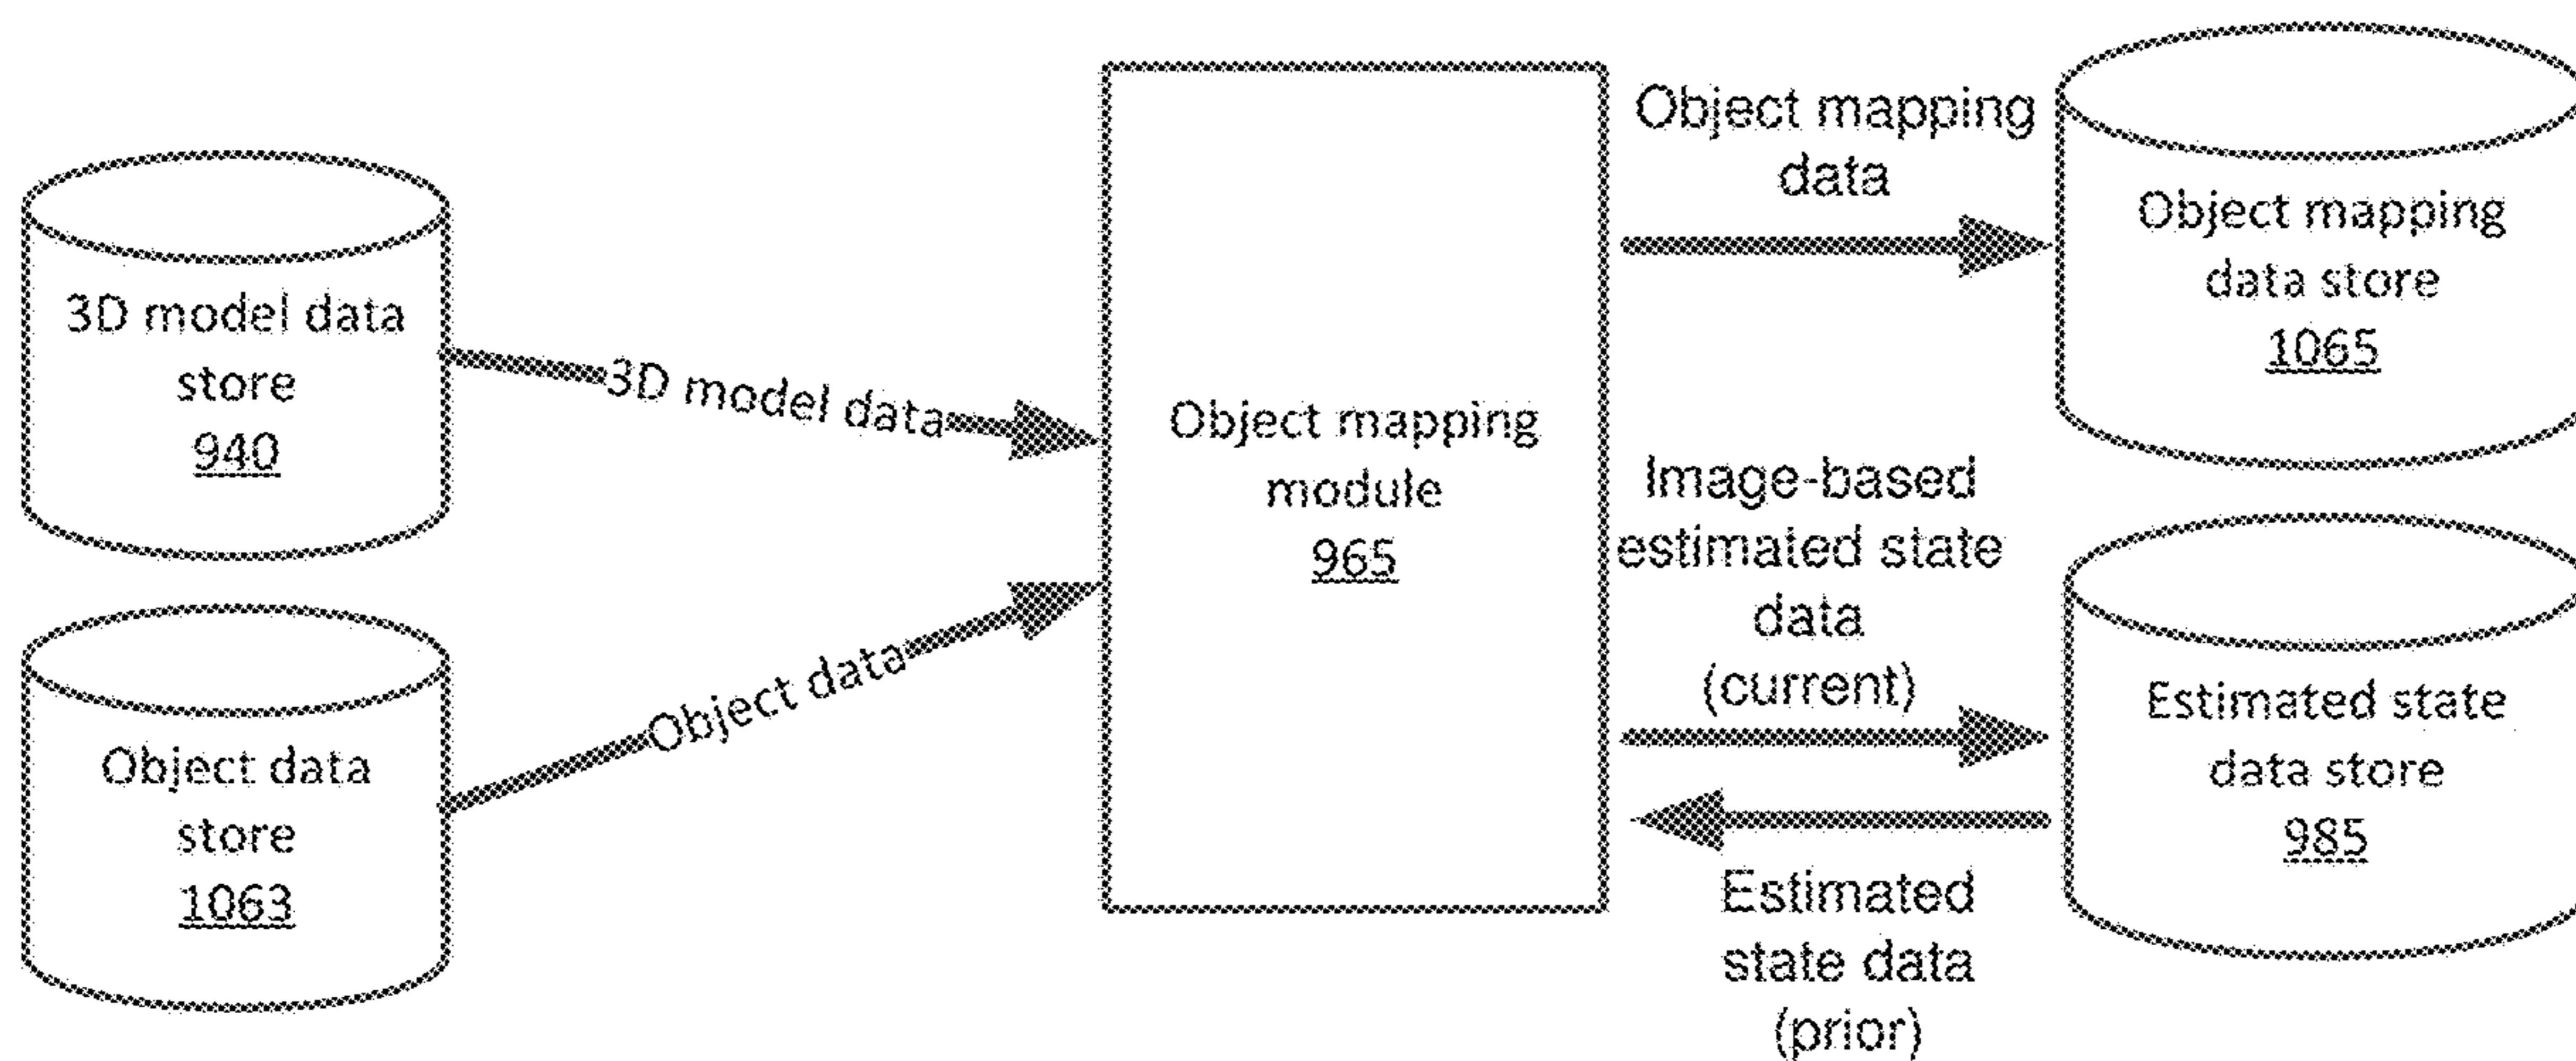 3D model data
store
940
3D model data
Object data
store
1063
Object data
Object mapping
module
965
Object mapping
data
Object mapping
data store
1065
Image-based
estimated state
data
(current)
Estimated state
data store
985
Estimated
state data
(prior)